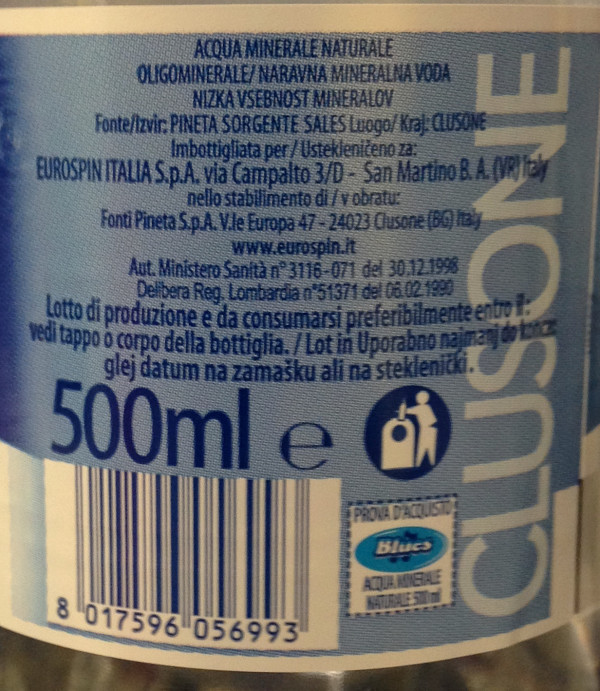 ACQUA MINERALE NATURALE
OLIGOMINERALE/ NARAVNA MINERALNA VODA
NIZKA VSEBNOST MINERALOV
Fonte/Izvir: PINETA SORGENTE SALES Luogo/ Kraj: CLUSONE
Imbottigliata per / Ustekleničeno za:
EUROSPIN ITALIA S.p.A. via Campalto 3/D - San Martino B. A. (VR) Italy
nello stabilimento di / v obratu:
Fonti Pineta S.p.A. V.le Europa 47 - 24023 Clusone (BG) Italy
www.eurospin.it
Aut. Ministero Sanità n° 3116-071 del 30.12.1998
Delibera Reg. Lombardia n°51371 del 06.02.1990
Lotto di produzione e da consumarsi preferibilmente entro il:
vedi tappo o corpo della bottiglia. / Lot in Uporabno najmanj do konca:
glej datum na zamašku ali na steklenički.
500ml e
CLUSONE
PROVA D'ACQUISTO
Blues
ACQUA MINERALE
NATURALE 500 ml
8 017596 056993